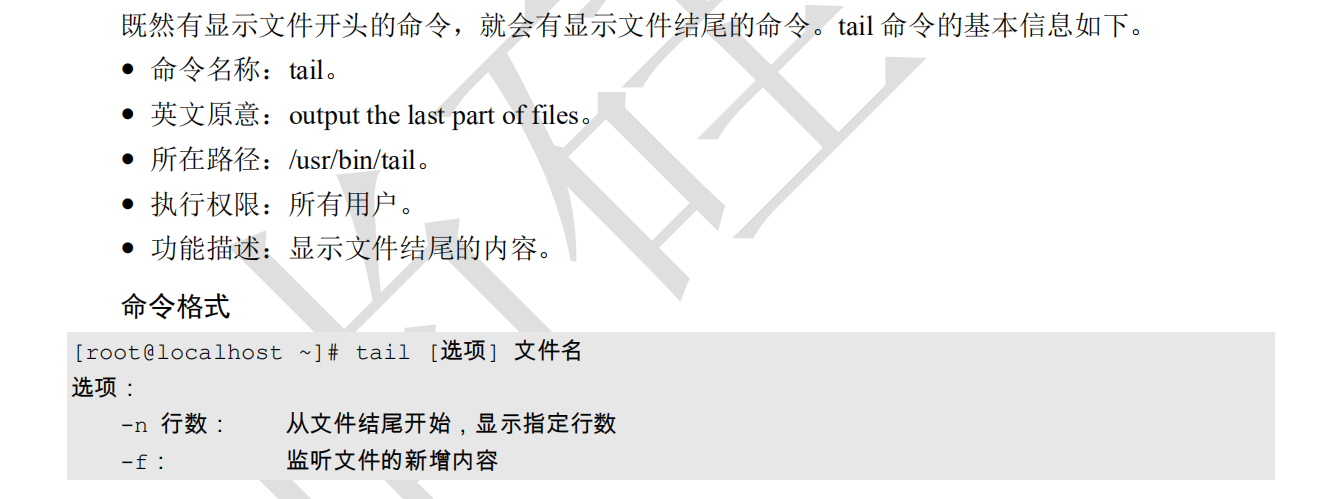 既然有显示文件开头的命令，就会有显示文件结尾的命令。tail 命令的基本信息如下。
● 命令名称：tail。
● 英文原意：output the last part of files。
● 所在路径：/usr/bin/tail。
● 执行权限：所有用户。
● 功能描述：显示文件结尾的内容。
命令格式
[root@localhost ~]# tail [选项] 文件名
选项：
-n 行数： 从文件结尾开始，显示指定行数
-f： 监听文件的新增内容